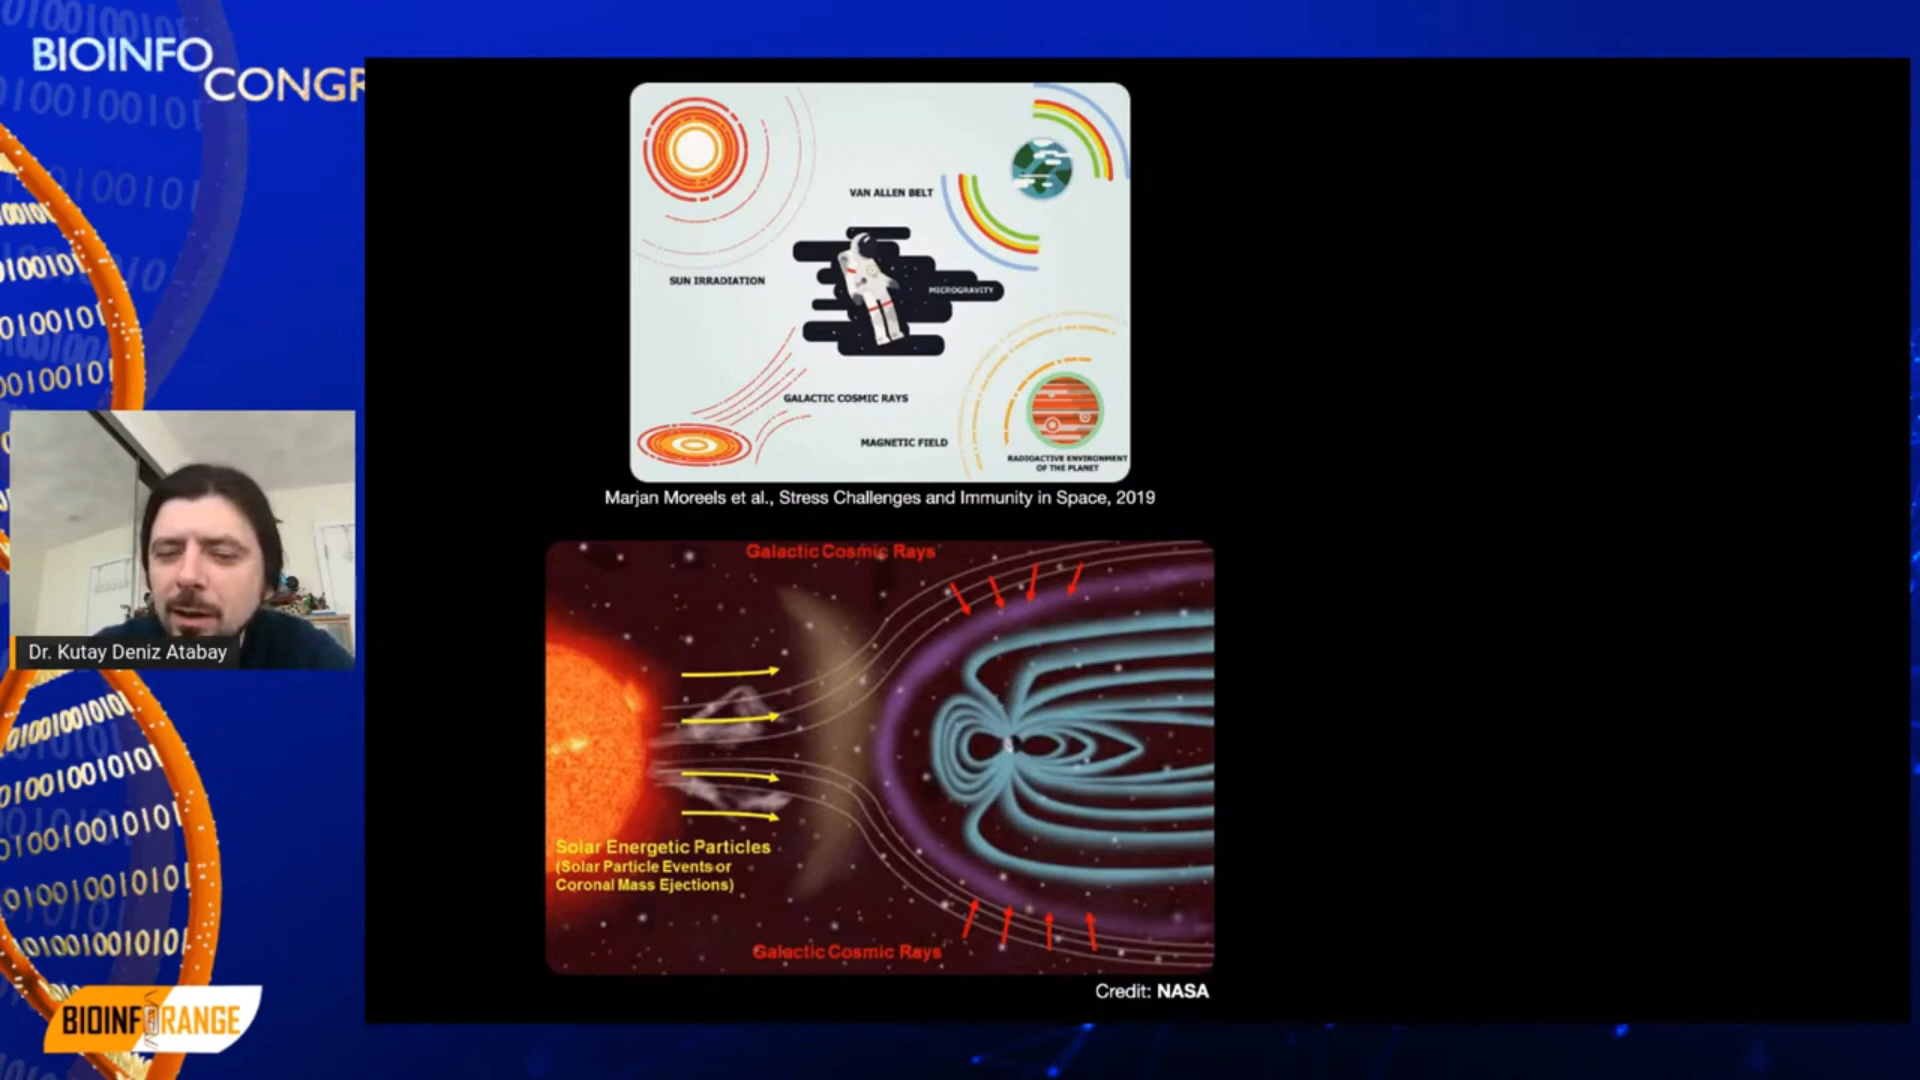 BIOINFO
CONGR
VAN ALLEN BELT
SUN IRRADIATION
MICROGRAVITY
GALACTIC COSMIC RAYS
MAGNETIC FIELD
RADIOACTIVE ENVIRONMENT
OF THE PLANET
Marjan Moreels et al., Stress Challenges and Immunity in Space, 2019
Dr. Kutay Deniz Atabay
Galactic Cosmic Rays
Solar Energetic Particles
(Solar Particle Events or
Coronal Mass Ejections)
Galactic Cosmic Rays
Credit: NASA
BIOINFORANGE